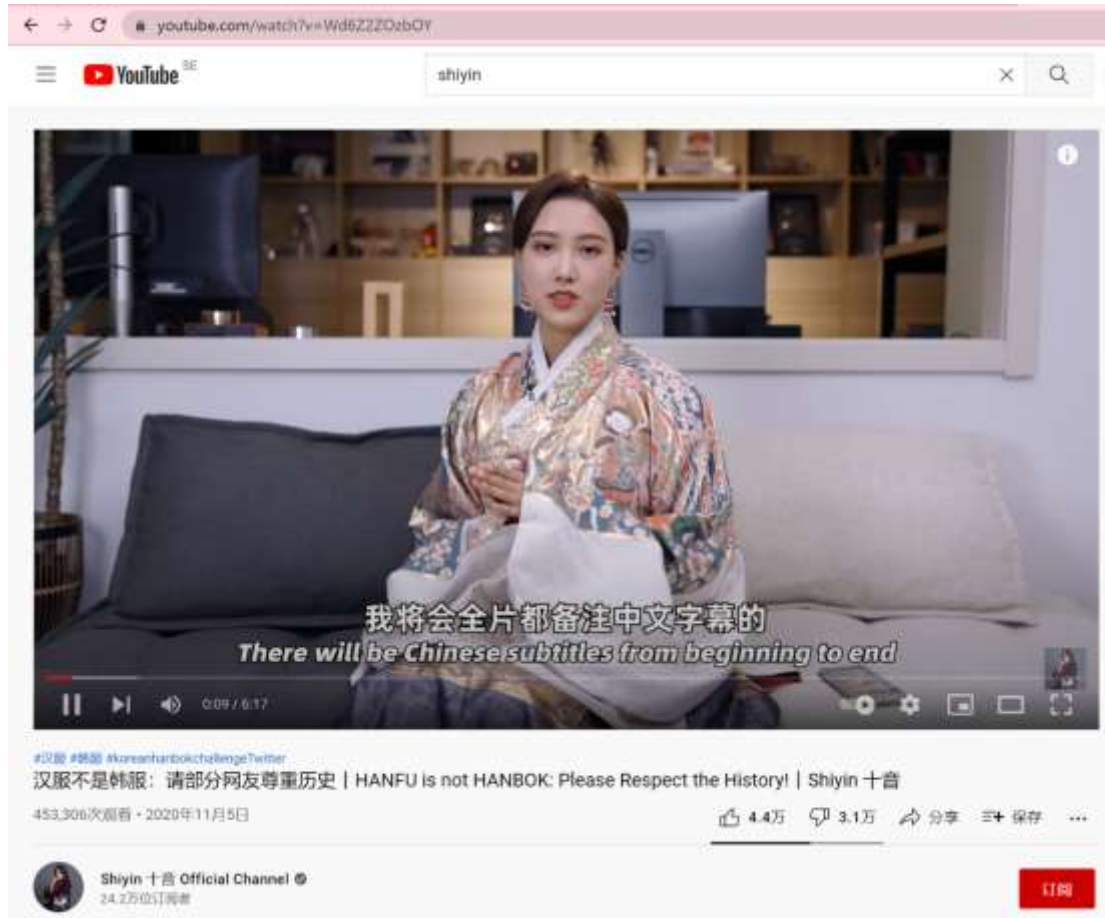 youtube.com/watch?v=Wd6Z2ZOzbOY
YouTube
shiyin
我将会全片都备注中文字幕的
There will be Chinese subtitles from beginning to end
0:09 / 6:17
#汉服 #韩服 #koreanhanbokchallengeTwitter
汉服不是韩服：请部分网友尊重历史 | HANFU is not HANBOK: Please Respect the History! | Shiyin 十音
453,306次观看 • 2020年11月5日
4.4万 3.1万 分享 保存
Shiyin 十音 Official Channel
24.2万位订阅者
订阅